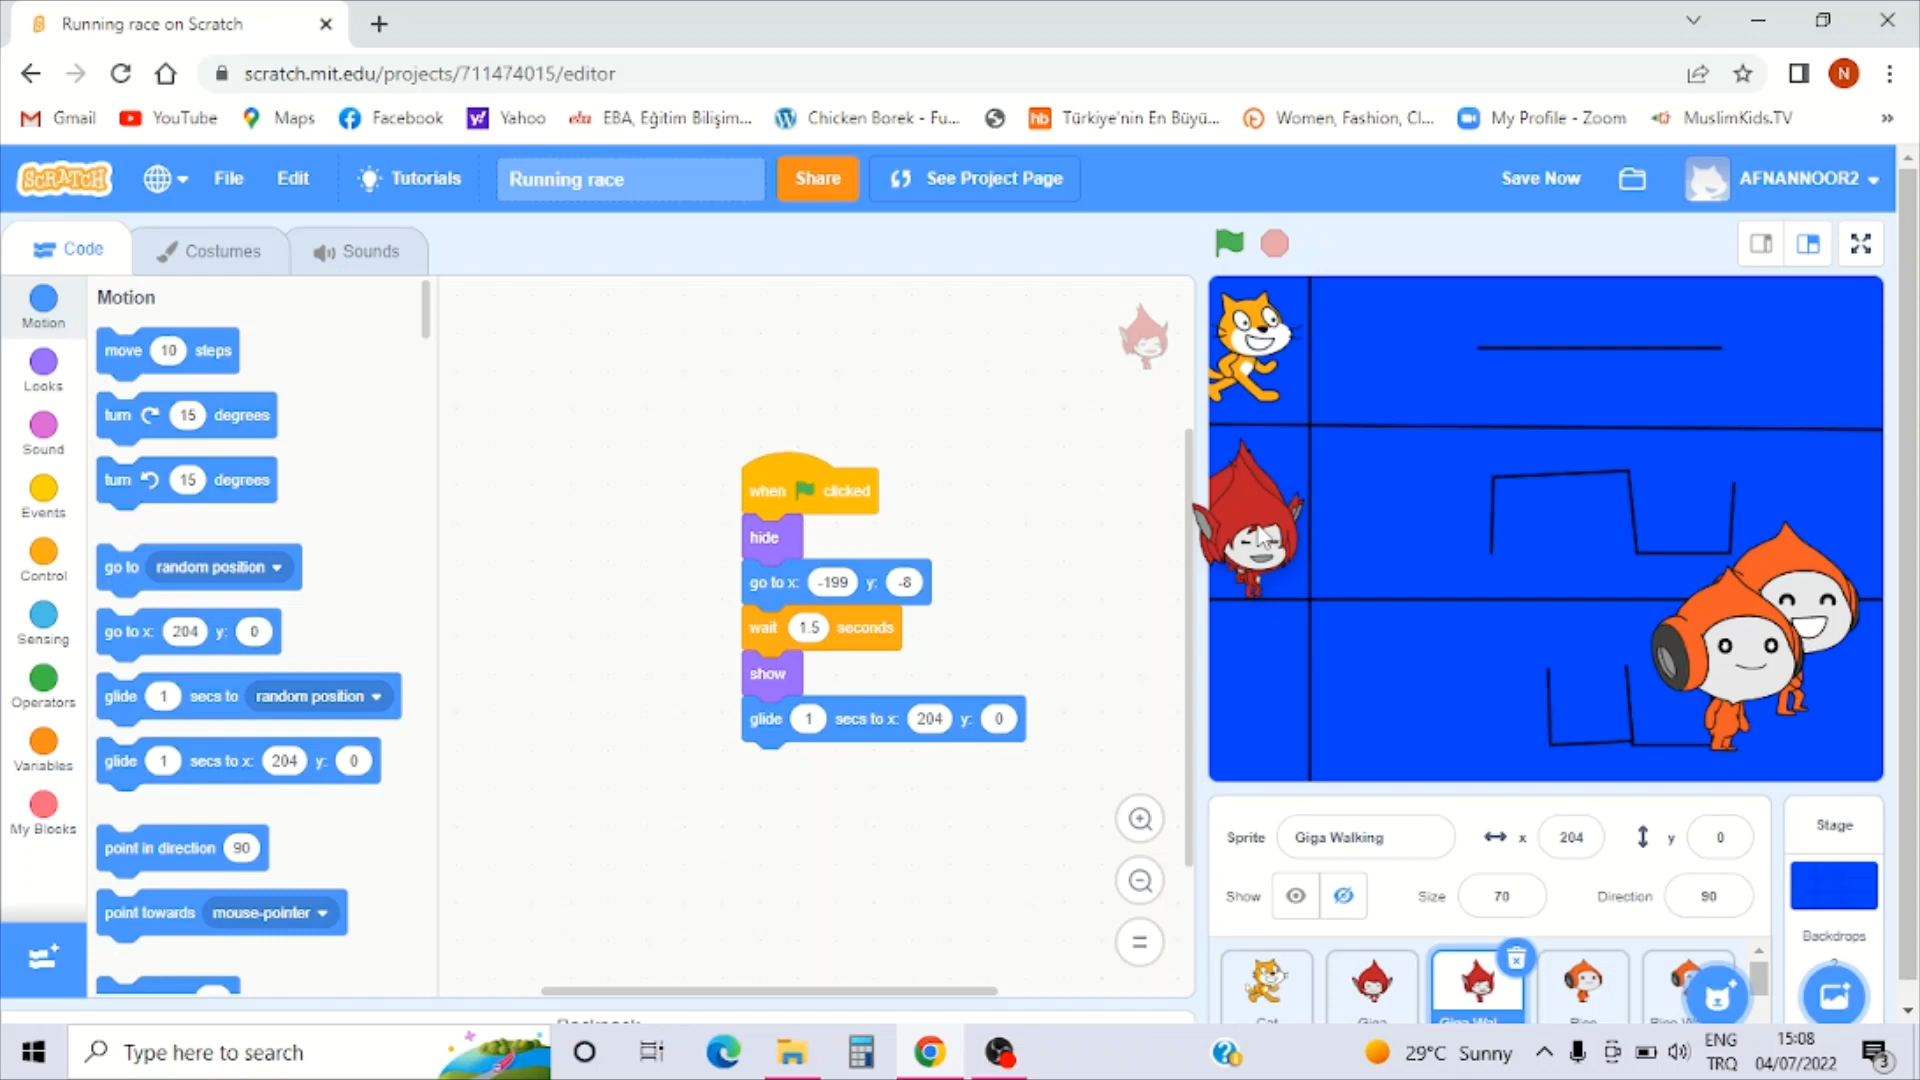 Running race on Scratch
scratch.mit.edu/projects/711474015/editor
N
Gmail YouTube Maps Facebook Yahoo EBA, Eğitim Bilişim... Chicken Borek - Fu... Türkiye'nin En Büyü... Women, Fashion, Cl... My Profile - Zoom MuslimKids.TV »
SCRATCH File Edit Tutorials Running race Share See Project Page Save Now AFNANNOOR2
Code Costumes Sounds
Motion
Looks
Sound
Events
Control
Sensing
Operators
Variables
My Blocks
Motion
move 10 steps
turn 15 degrees
turn 15 degrees
go to random position
go to x: 204 y: 0
glide 1 secs to random position
glide 1 secs to x: 204 y: 0
point in direction 90
point towards mouse-pointer
when clicked
hide
go to x: -199 y: -8
wait 1.5 seconds
show
glide 1 secs to x: 204 y: 0
Sprite Giga Walking x 204 y 0
Show Size 70 Direction 90
Stage
Backdrops
Type here to search
29°C Sunny
ENG
TRQ
15:08
04/07/2022
3